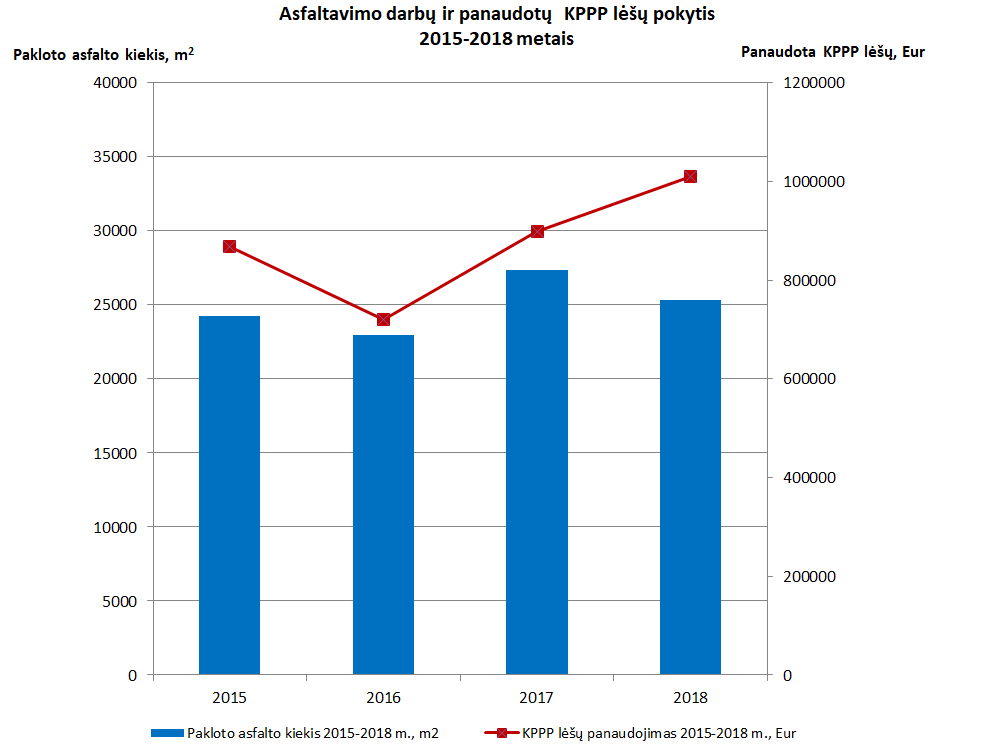 Asfaltavimo darbų ir panaudotų KPPP lėšų pokytis
2015-2018 metais
Pakloto asfalto kiekis, m2
Panaudota KPPP lėšų, Eur
40000
35000
30000
25000
20000
15000
10000
5000
0
1200000
1000000
800000
600000
400000
200000
0
2015 2016 2017 2018
Pakloto asfalto kiekis 2015-2018 m., m2
KPPP lėšų panaudojimas 2015-2018 m., Eur